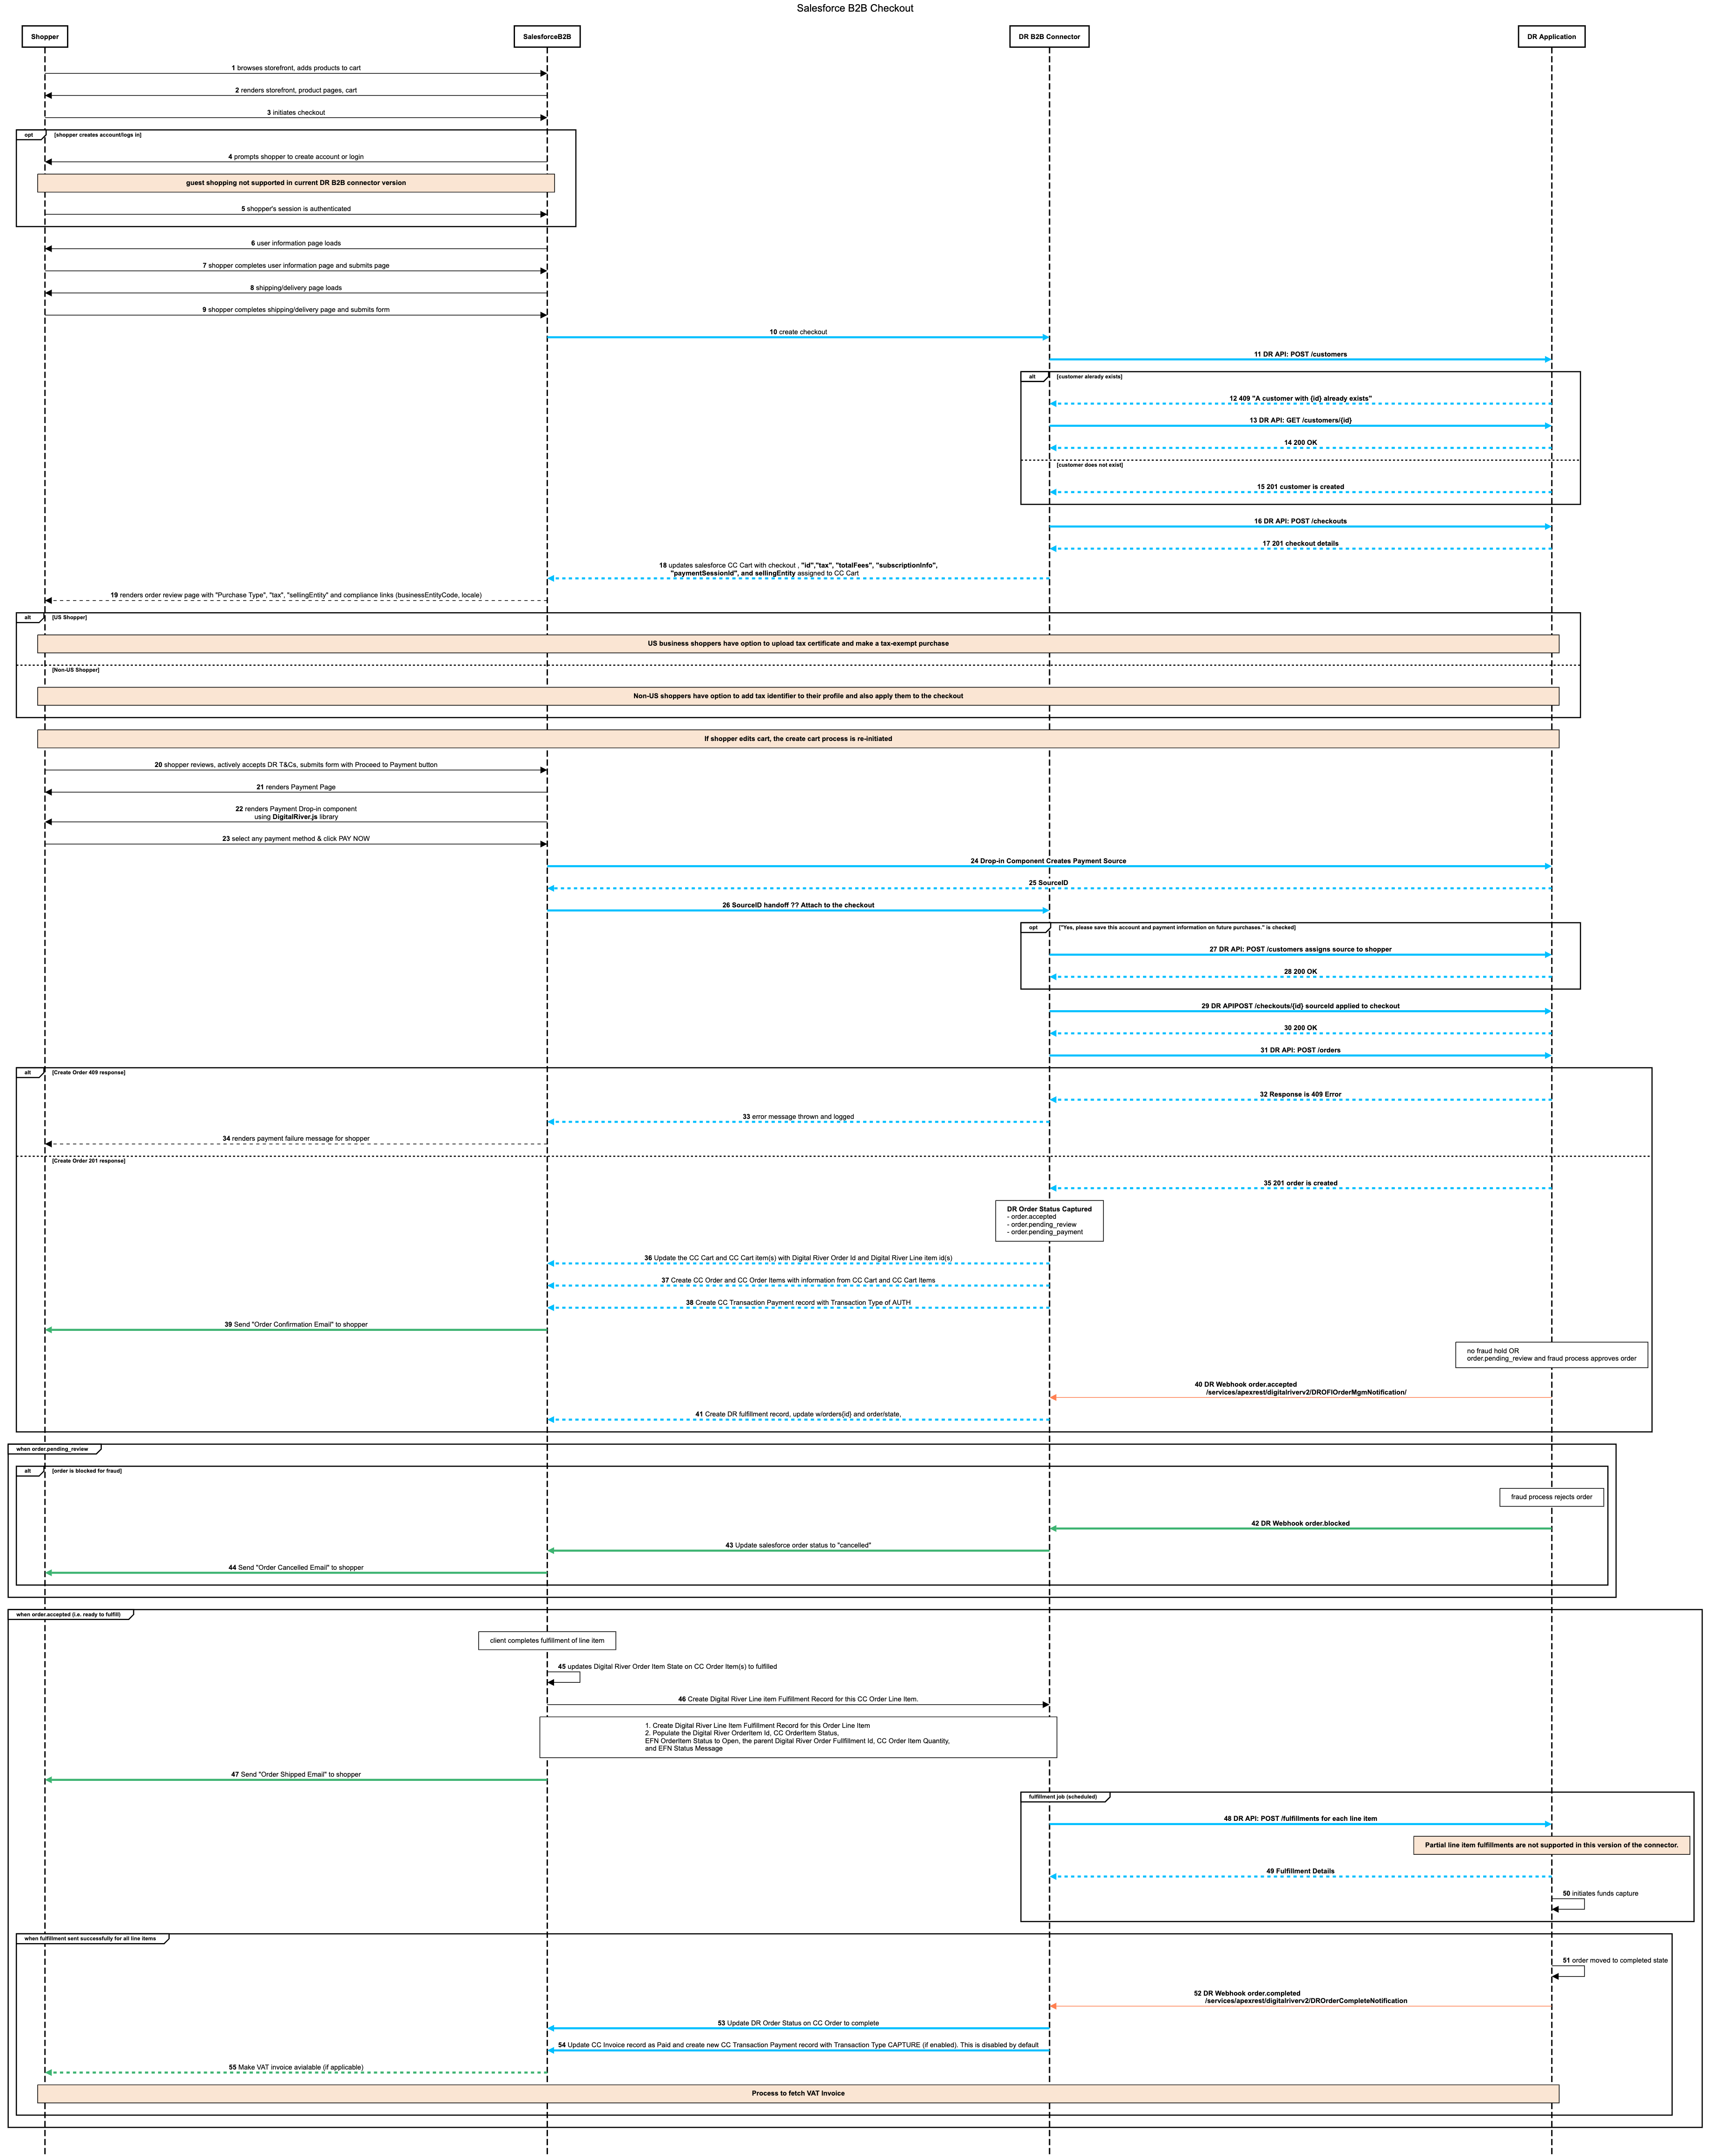 Salesforce B2B Checkout
Shopper
SalesforceB2B
DR B2B Connector
DR Application
1 browses storefront, adds products to cart
2 renders storefront, product pages, cart
3 initiates checkout
opt
[shopper creates account/logs in]
4 prompts shopper to create account or login
guest shopping not supported in current DR B2B connector version
5 shopper's session is authenticated
6 user information page loads
7 shopper completes user information page and submits page
8 shipping/delivery page loads
9 shopper completes shipping/delivery page and submits form
10 create checkout
11 DR API: POST /customers
alt
[customer alerady exists]
12 409 "A customer with {id} already exists"
13 DR API: GET /customers/{id}
14 200 OK
[customer does not exist]
15 201 customer is created
16 DR API: POST /checkouts
17 201 checkout details
18 updates salesforce CC Cart with checkout , "id","tax", "totalFees", "subscriptionInfo",
"paymentSessionId", and sellingEntity assigned to CC Cart
19 renders order review page with "Purchase Type", "tax", "sellingEntity" and compliance links (businessEntityCode, locale)
alt
[US Shopper]
US business shoppers have option to upload tax certificate and make a tax-exempt purchase
[Non-US Shopper]
Non-US shoppers have option to add tax identifier to their profile and also apply them to the checkout
If shopper edits cart, the create cart process is re-initiated
20 shopper reviews, actively accepts DR T&Cs, submits form with Proceed to Payment button
21 renders Payment Page
22 renders Payment Drop-in component
using DigitalRiver.js library
23 select any payment method & click PAY NOW
24 Drop-in Component Creates Payment Source
25 SourceID
26 SourceID handoff ?? Attach to the checkout
opt
["Yes, please save this account and payment information on future purchases." is checked]
27 DR API: POST /customers assigns source to shopper
28 200 OK
29 DR APIPOST /checkouts/{id} sourceId applied to checkout
30 200 OK
31 DR API: POST /orders
alt
[Create Order 409 response]
32 Response is 409 Error
33 error message thrown and logged
34 renders payment failure message for shopper
[Create Order 201 response]
35 201 order is created
DR Order Status Captured
- order.accepted
- order.pending_review
- order.pending_payment
36 Update the CC Cart and CC Cart item(s) with Digital River Order Id and Digital River Line item id(s)
37 Create CC Order and CC Order Items with information from CC Cart and CC Cart Items
38 Create CC Transaction Payment record with Transaction Type of AUTH
39 Send "Order Confirmation Email" to shopper
no fraud hold OR
order.pending_review and fraud process approves order
40 DR Webhook order.accepted
/services/apexrest/digitalriverv2/DROFIOrderMgmNotification/
41 Create DR fulfillment record, update w/orders{id} and order/state,
when order.pending_review
alt
[order is blocked for fraud]
fraud process rejects order
42 DR Webhook order.blocked
43 Update salesforce order status to "cancelled"
44 Send "Order Cancelled Email" to shopper
when order.accepted (i.e. ready to fulfill)
client completes fulfillment of line item
45 updates Digital River Order Item State on CC Order Item(s) to fulfilled
46 Create Digital River Line item Fulfillment Record for this CC Order Line Item.
1. Create Digital River Line Item Fulfillment Record for this Order Line Item
2. Populate the Digital River OrderItem Id, CC OrderItem Status,
EFN OrderItem Status to Open, the parent Digital River Order Fullfillment Id, CC Order Item Quantity,
and EFN Status Message
47 Send "Order Shipped Email" to shopper
fulfillment job (scheduled)
48 DR API: POST /fulfillments for each line item
Partial line item fulfillments are not supported in this version of the connector.
49 Fulfillment Details
50 initiates funds capture
when fulfillment sent successfully for all line items
51 order moved to completed state
52 DR Webhook order.completed
/services/apexrest/digitalriverv2/DROrderCompleteNotification
53 Update DR Order Status on CC Order to complete
54 Update CC Invoice record as Paid and create new CC Transaction Payment record with Transaction Type CAPTURE (if enabled). This is disabled by default
55 Make VAT invoice avialable (if applicable)
Process to fetch VAT Invoice